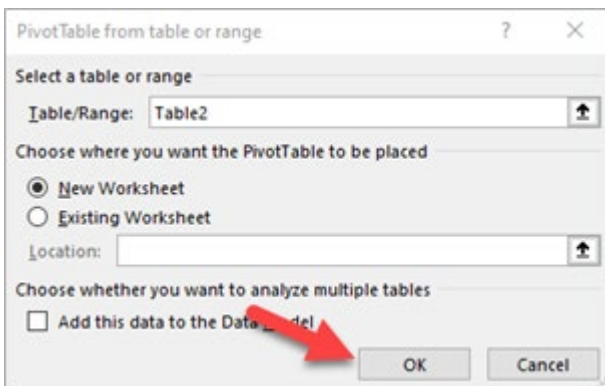 PivotTable from table or range ?
Select a table or range
Table/Range: Table2
Choose where you want the PivotTable to be placed
New Worksheet
Existing Worksheet
Location:
Choose whether you want to analyze multiple tables
Add this data to the Data
OK Cancel